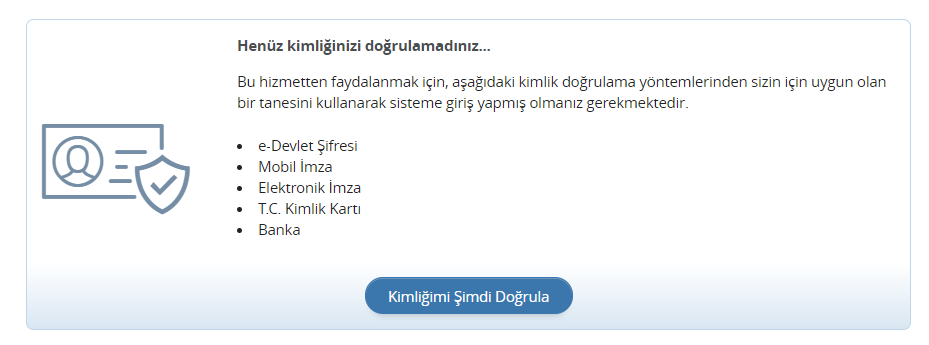 Henüz kimliğinizi doğrulamadınız...
Bu hizmetten faydalanmak için, aşağıdaki kimlik doğrulama yöntemlerinden sizin için uygun olan
bir tanesini kullanarak sisteme giriş yapmış olmanız gerekmektedir.
• e-Devlet Şifresi
• Mobil İmza
• Elektronik İmza
• T.C. Kimlik Kartı
• Banka
Kimliğimi Şimdi Doğrula